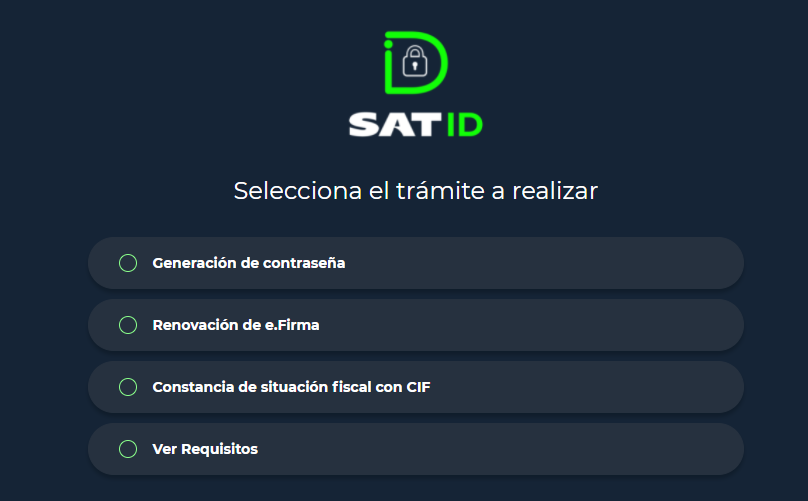 SAT ID
Selecciona el trámite a realizar
Generación de contraseña
Renovación de e.Firma
Constancia de situación fiscal con CIF
Ver Requisitos